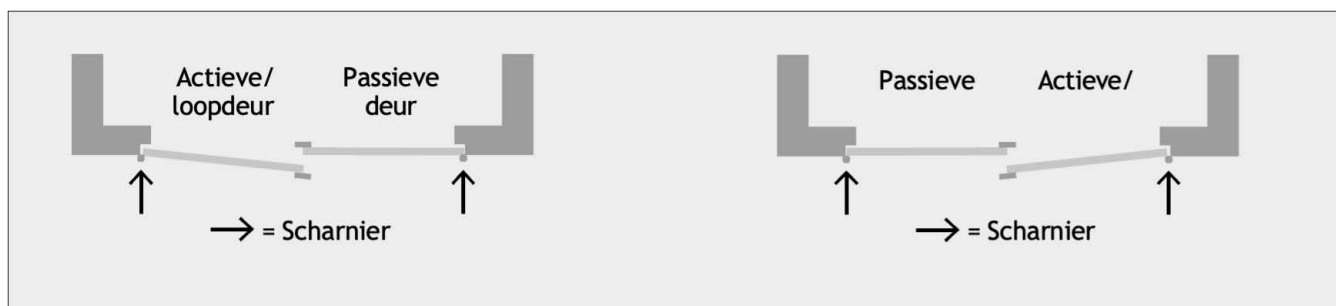 Actieve/
loopdeur
Passieve
deur
= Scharnier
Passieve
Actieve/
= Scharnier